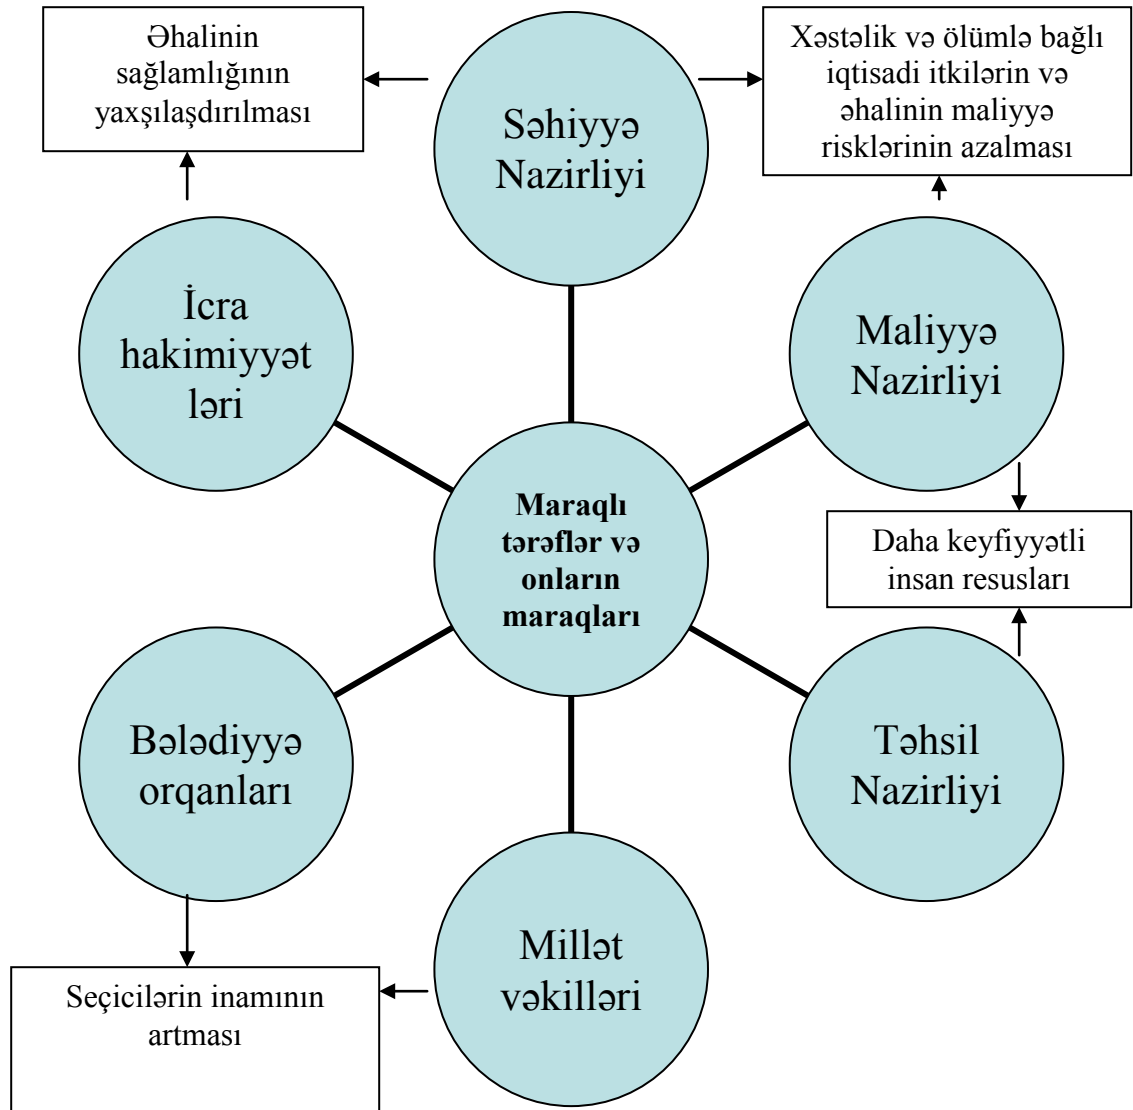 Əhalinin
sağlamlığının
yaxşılaşdırılması
Xəstəlik və ölümlə bağlı
iqtisadi itkilərin və
əhalinin maliyyə
risklərinin azalması
Səhiyyə
Nazirliyi
İcra
hakimiyyət
ləri
Maliyyə
Nazirliyi
Maraqlı
tərəflər və
onların
maraqları
Daha keyfiyyətli
insan resusları
Bələdiyyə
orqanları
Təhsil
Nazirliyi
Millət
vəkilləri
Seçicilərin inamının
artması